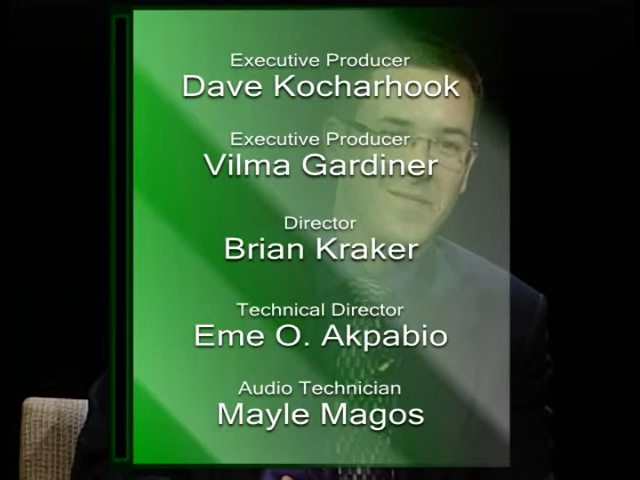 Executive Producer
Dave Kocharhook
Executive Producer
Vilma Gardiner
Director
Brian Kraker
Technical Director
Eme O. Akpabio
Audio Technician
Mayle Magos